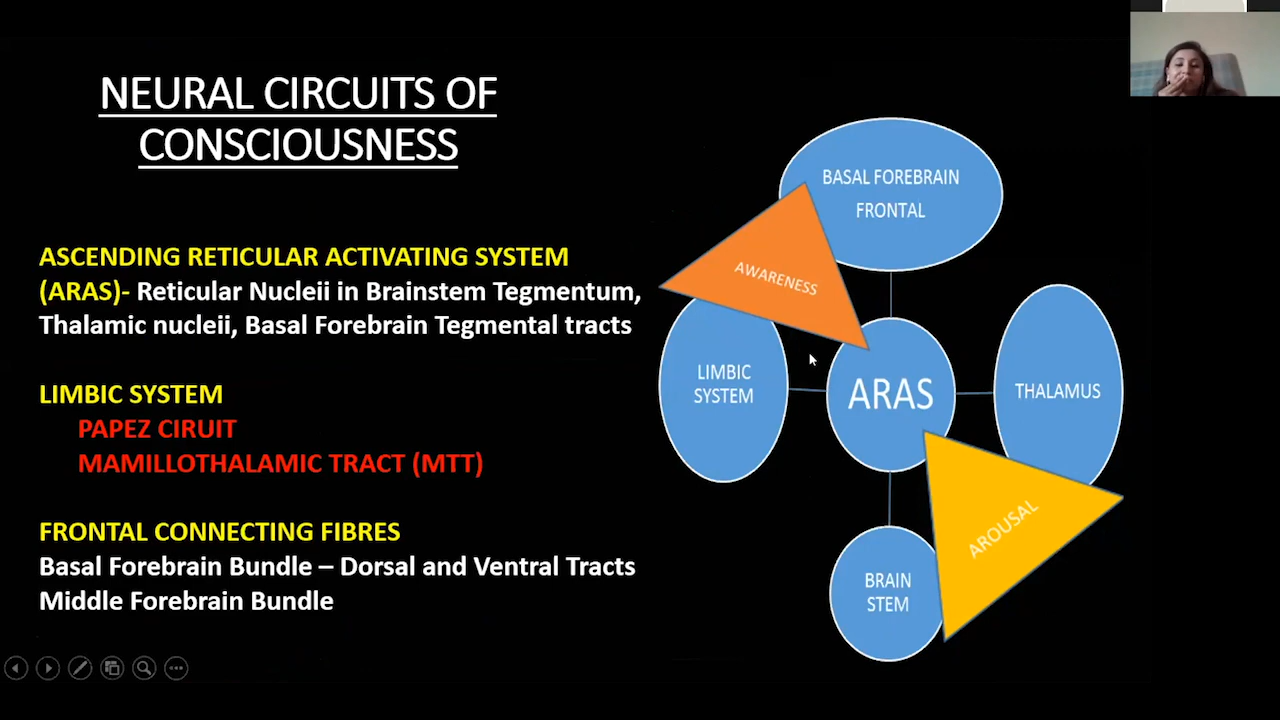 NEURAL CIRCUITS OF
CONSCIOUSNESS
ASCENDING RETICULAR ACTIVATING SYSTEM
(ARAS)- Reticular Nucleii in Brainstem Tegmentum,
Thalamic nucleii, Basal Forebrain Tegmental tracts
LIMBIC SYSTEM
PAPEZ CIRUIT
MAMILLOTHALAMIC TRACT (MTT)
FRONTAL CONNECTING FIBRES
Basal Forebrain Bundle – Dorsal and Ventral Tracts
Middle Forebrain Bundle
BASAL FOREBRAIN
FRONTAL
AWARENESS
LIMBIC
SYSTEM
ARAS
THALAMUS
AROUSAL
BRAIN
STEM